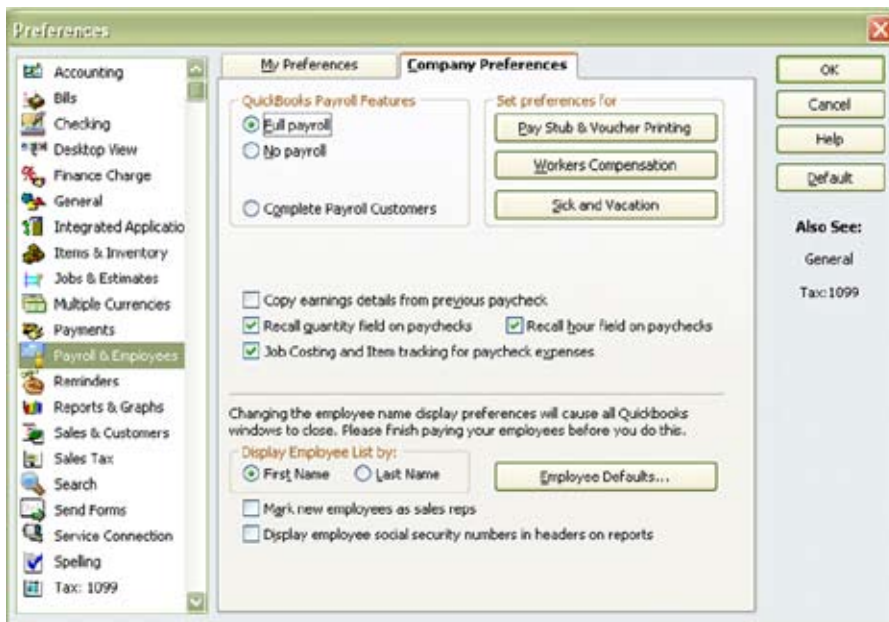 Preferences
Accounting
Bills
Checking
Desktop View
Finance Charge
General
Integrated Applicatio
Items & Inventory
Jobs & Estimates
Multiple Currencies
Payments
Payroll & Employees
Reminders
Reports & Graphs
Sales & Customers
Sales Tax
Search
Send Forms
Service Connection
Spelling
Tax: 1099
My Preferences
Company Preferences
QuickBooks Payroll Features
Full payroll
No payroll
Complete Payroll Customers
Set preferences for
Pay Stub & Voucher Printing
Workers Compensation
Sick and Vacation
Copy earnings details from previous paycheck
Recall quantity field on paychecks
Recall hour field on paychecks
Job Costing and Item tracking for paycheck expenses
Changing the employee name display preferences will cause all Quickbooks
windows to close. Please finish paying your employees before you do this.
Display Employee List by:
First Name
Last Name
Employee Defaults...
Mark new employees as sales reps
Display employee social security numbers in headers on reports
OK
Cancel
Help
Default
Also See:
General
Tax:1099